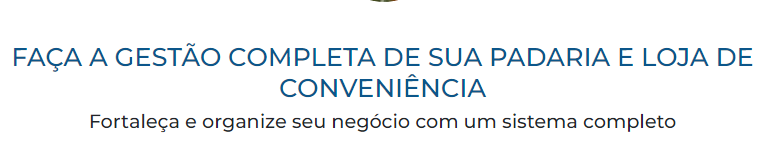 FAÇA A GESTÃO COMPLETA DE SUA PADARIA E LOJA DE
CONVENIÊNCIA
Fortaleça e organize seu negócio com um sistema completo